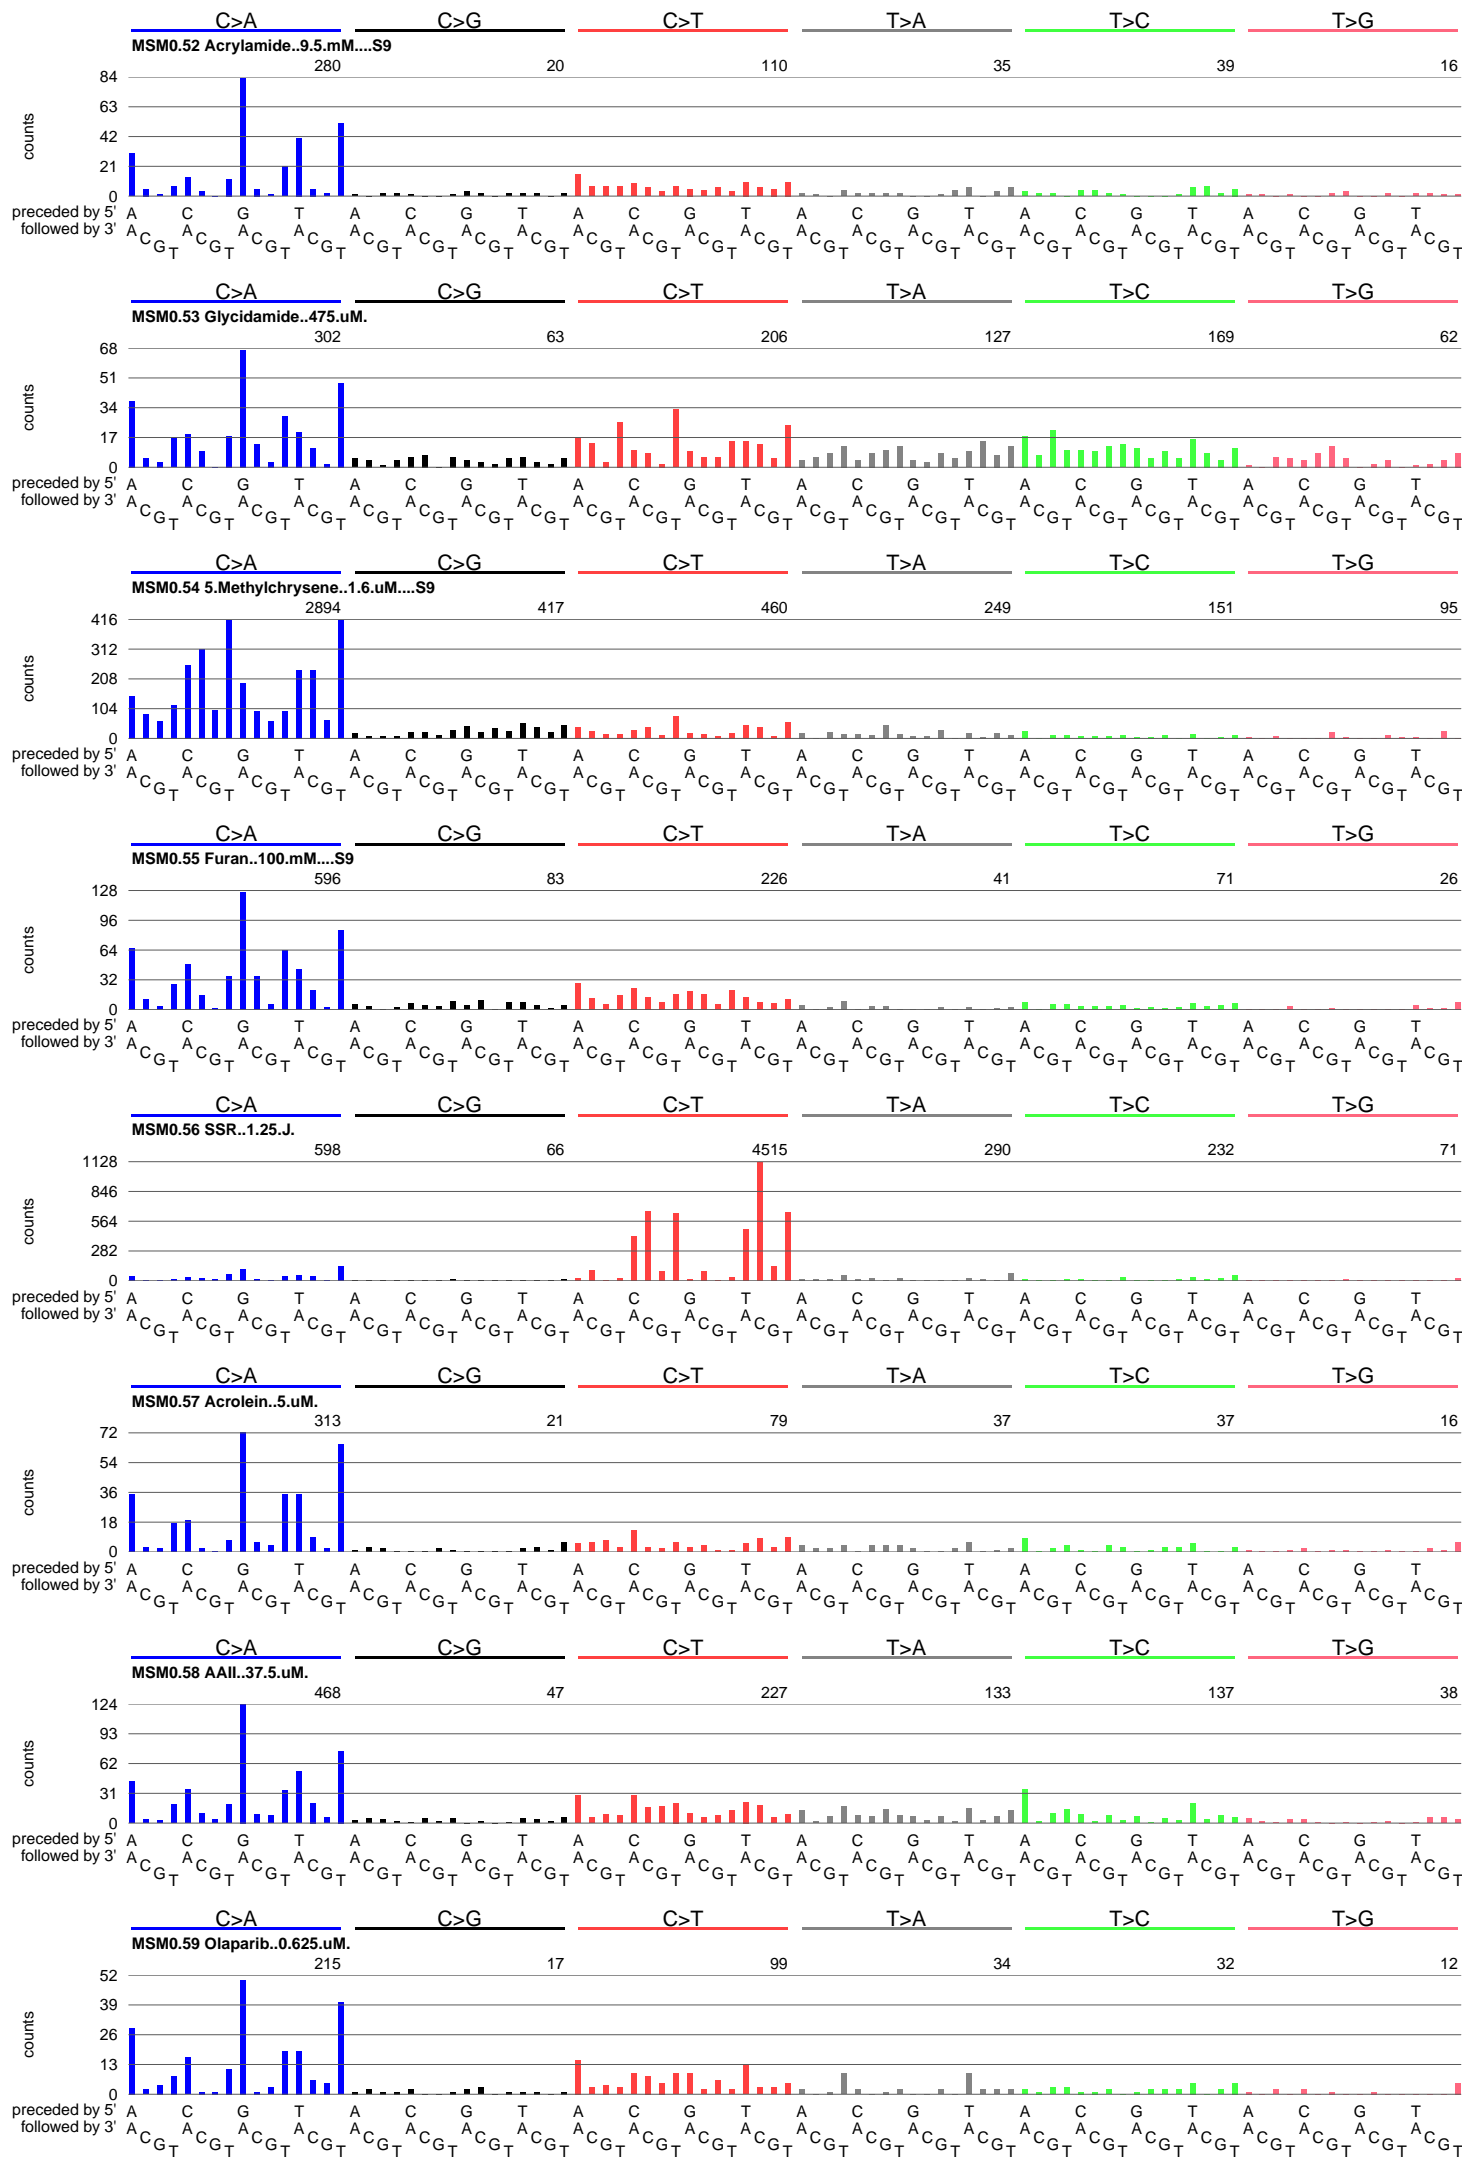 C>A C>G C>T T>A T>C T>G
MSM0.52 Acrylamide..9.5.mM....S9
280 20 110 35 39 16
84
63
42
21
0
counts
preceded by 5' A C G T A C G T A C G T A C G T A C G T A C G T
followed by 3' A C G T A C G T A C G T A C G T A C G T A C G T A C G T A C G T A C G T A C G T A C G T A C G T A C G T A C G T A C G T A C G T A C G T A C G T A C G T A C G T A C G T A C G T A C G T A C G T
C>A C>G C>T T>A T>C T>G
MSM0.53 Glycidamide..475.uM.
302 63 206 127 169 62
68
51
34
17
0
counts
preceded by 5' A C G T A C G T A C G T A C G T A C G T A C G T
followed by 3' A C G T A C G T A C G T A C G T A C G T A C G T A C G T A C G T A C G T A C G T A C G T A C G T A C G T A C G T A C G T A C G T A C G T A C G T A C G T A C G T A C G T A C G T A C G T A C G T
C>A C>G C>T T>A T>C T>G
MSM0.54 5.Methylchrysene..1.6.uM....S9
2894 417 460 249 151 95
416
312
208
104
0
counts
preceded by 5' A C G T A C G T A C G T A C G T A C G T A C G T
followed by 3' A C G T A C G T A C G T A C G T A C G T A C G T A C G T A C G T A C G T A C G T A C G T A C G T A C G T A C G T A C G T A C G T A C G T A C G T A C G T A C G T A C G T A C G T A C G T A C G T
C>A C>G C>T T>A T>C T>G
MSM0.55 Furan..100.mM....S9
596 83 226 41 71 26
128
96
64
32
0
counts
preceded by 5' A C G T A C G T A C G T A C G T A C G T A C G T
followed by 3' A C G T A C G T A C G T A C G T A C G T A C G T A C G T A C G T A C G T A C G T A C G T A C G T A C G T A C G T A C G T A C G T A C G T A C G T A C G T A C G T A C G T A C G T A C G T A C G T
C>A C>G C>T T>A T>C T>G
MSM0.56 SSR..1.25.J.
598 66 4515 290 232 71
1128
846
564
282
0
counts
preceded by 5' A C G T A C G T A C G T A C G T A C G T A C G T
followed by 3' A C G T A C G T A C G T A C G T A C G T A C G T A C G T A C G T A C G T A C G T A C G T A C G T A C G T A C G T A C G T A C G T A C G T A C G T A C G T A C G T A C G T A C G T A C G T A C G T
C>A C>G C>T T>A T>C T>G
MSM0.57 Acrolein..5.uM.
313 21 79 37 37 16
72
54
36
18
0
counts
preceded by 5' A C G T A C G T A C G T A C G T A C G T A C G T
followed by 3' A C G T A C G T A C G T A C G T A C G T A C G T A C G T A C G T A C G T A C G T A C G T A C G T A C G T A C G T A C G T A C G T A C G T A C G T A C G T A C G T A C G T A C G T A C G T A C G T
C>A C>G C>T T>A T>C T>G
MSM0.58 AAII..37.5.uM.
468 47 227 133 137 38
124
93
62
31
0
counts
preceded by 5' A C G T A C G T A C G T A C G T A C G T A C G T
followed by 3' A C G T A C G T A C G T A C G T A C G T A C G T A C G T A C G T A C G T A C G T A C G T A C G T A C G T A C G T A C G T A C G T A C G T A C G T A C G T A C G T A C G T A C G T A C G T A C G T
C>A C>G C>T T>A T>C T>G
MSM0.59 Olaparib..0.625.uM.
215 17 99 34 32 12
52
39
26
13
0
counts
preceded by 5' A C G T A C G T A C G T A C G T A C G T A C G T
followed by 3' A C G T A C G T A C G T A C G T A C G T A C G T A C G T A C G T A C G T A C G T A C G T A C G T A C G T A C G T A C G T A C G T A C G T A C G T A C G T A C G T A C G T A C G T A C G T A C G T